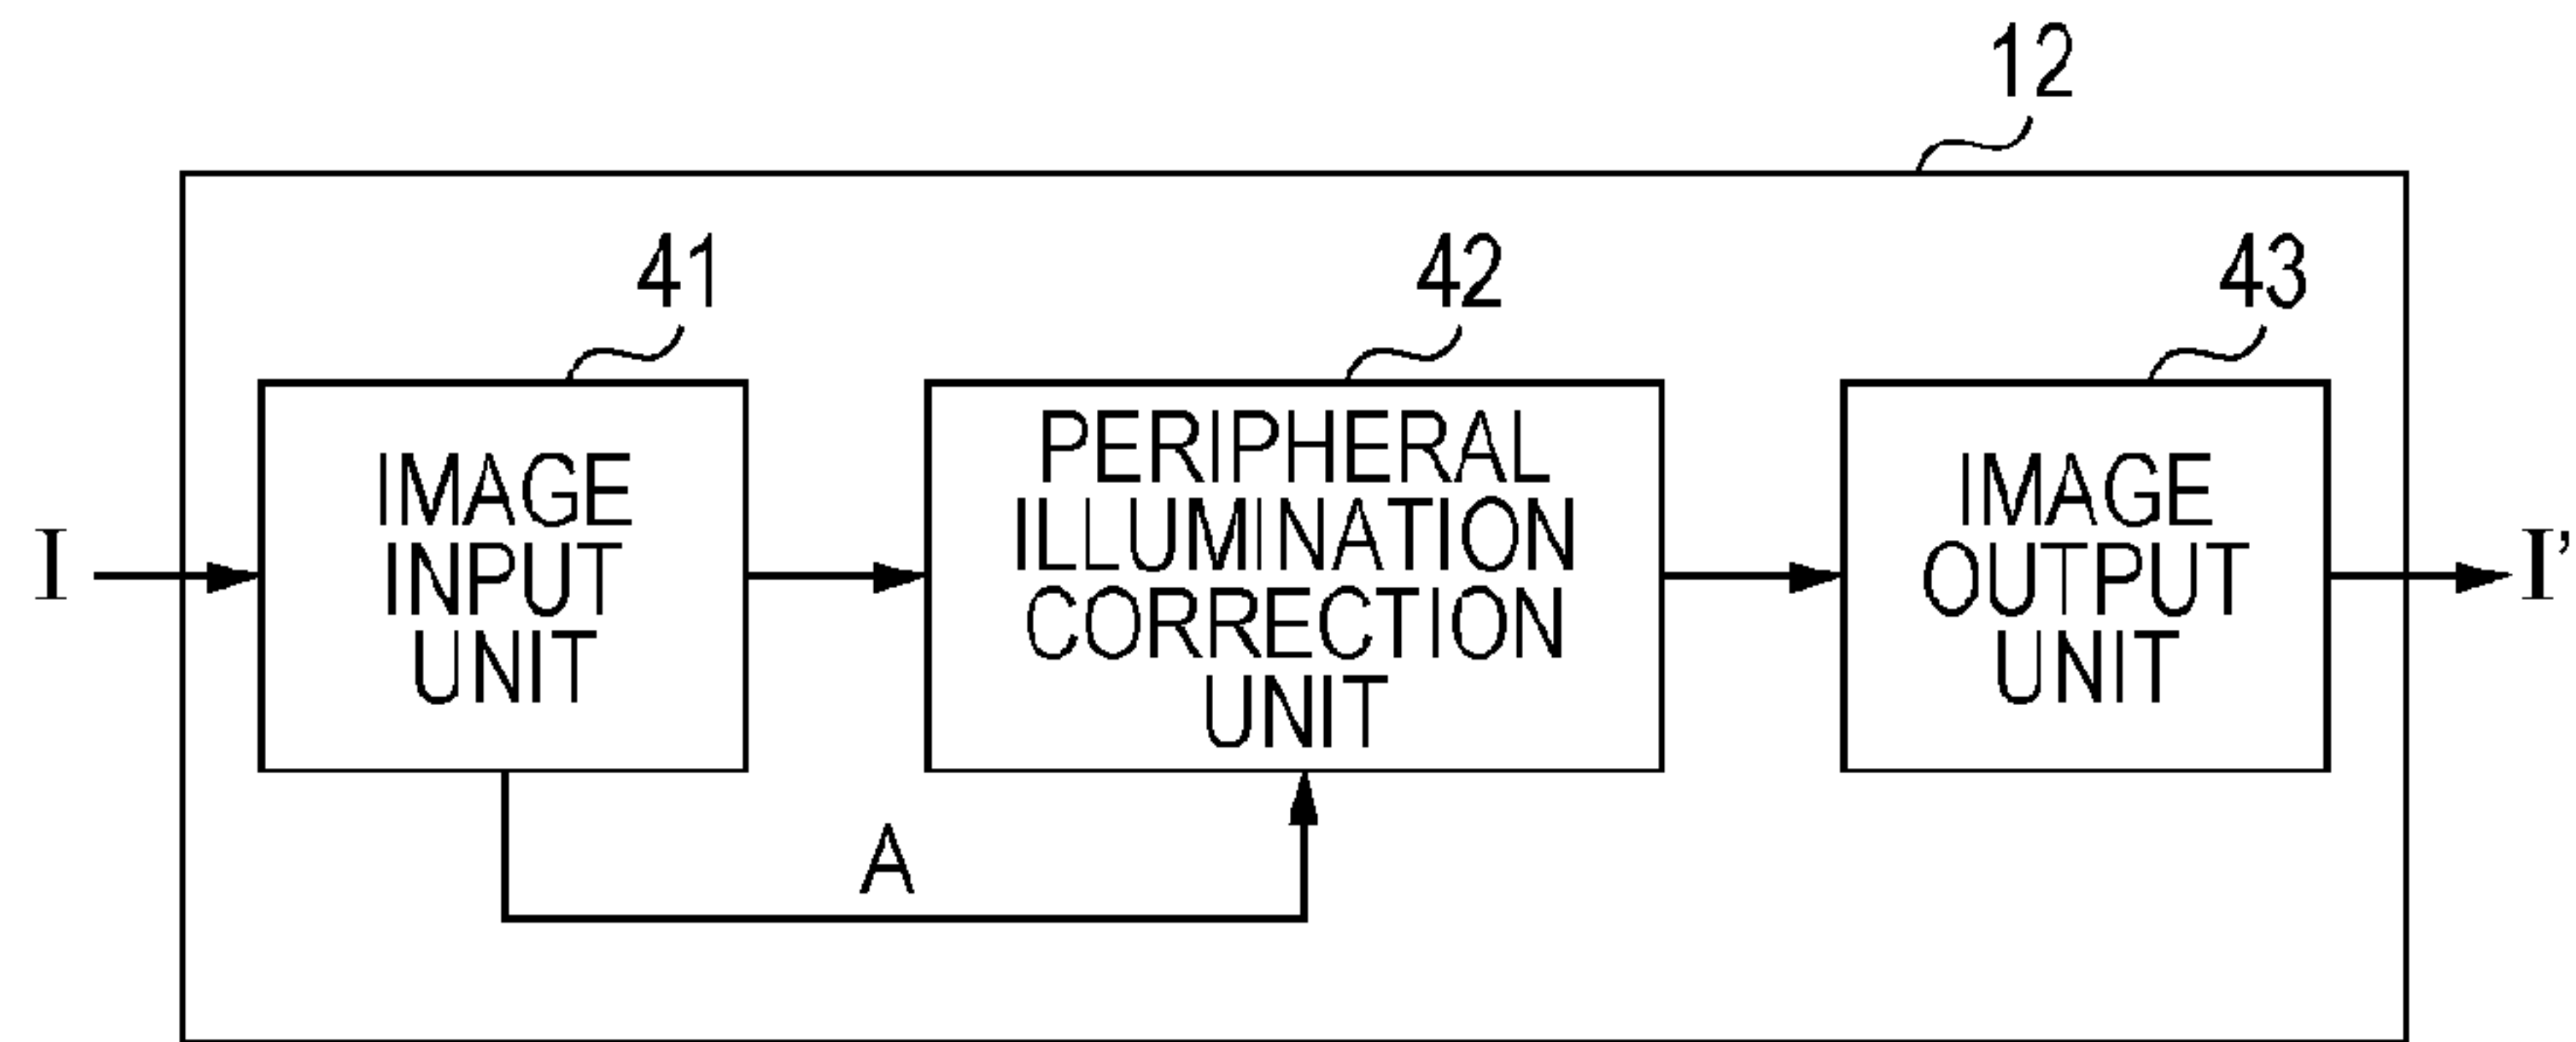 12
41
42
43
I
IMAGE
INPUT
UNIT
PERIPHERAL
ILLUMINATION
CORRECTION
UNIT
IMAGE
OUTPUT
UNIT
I'
A